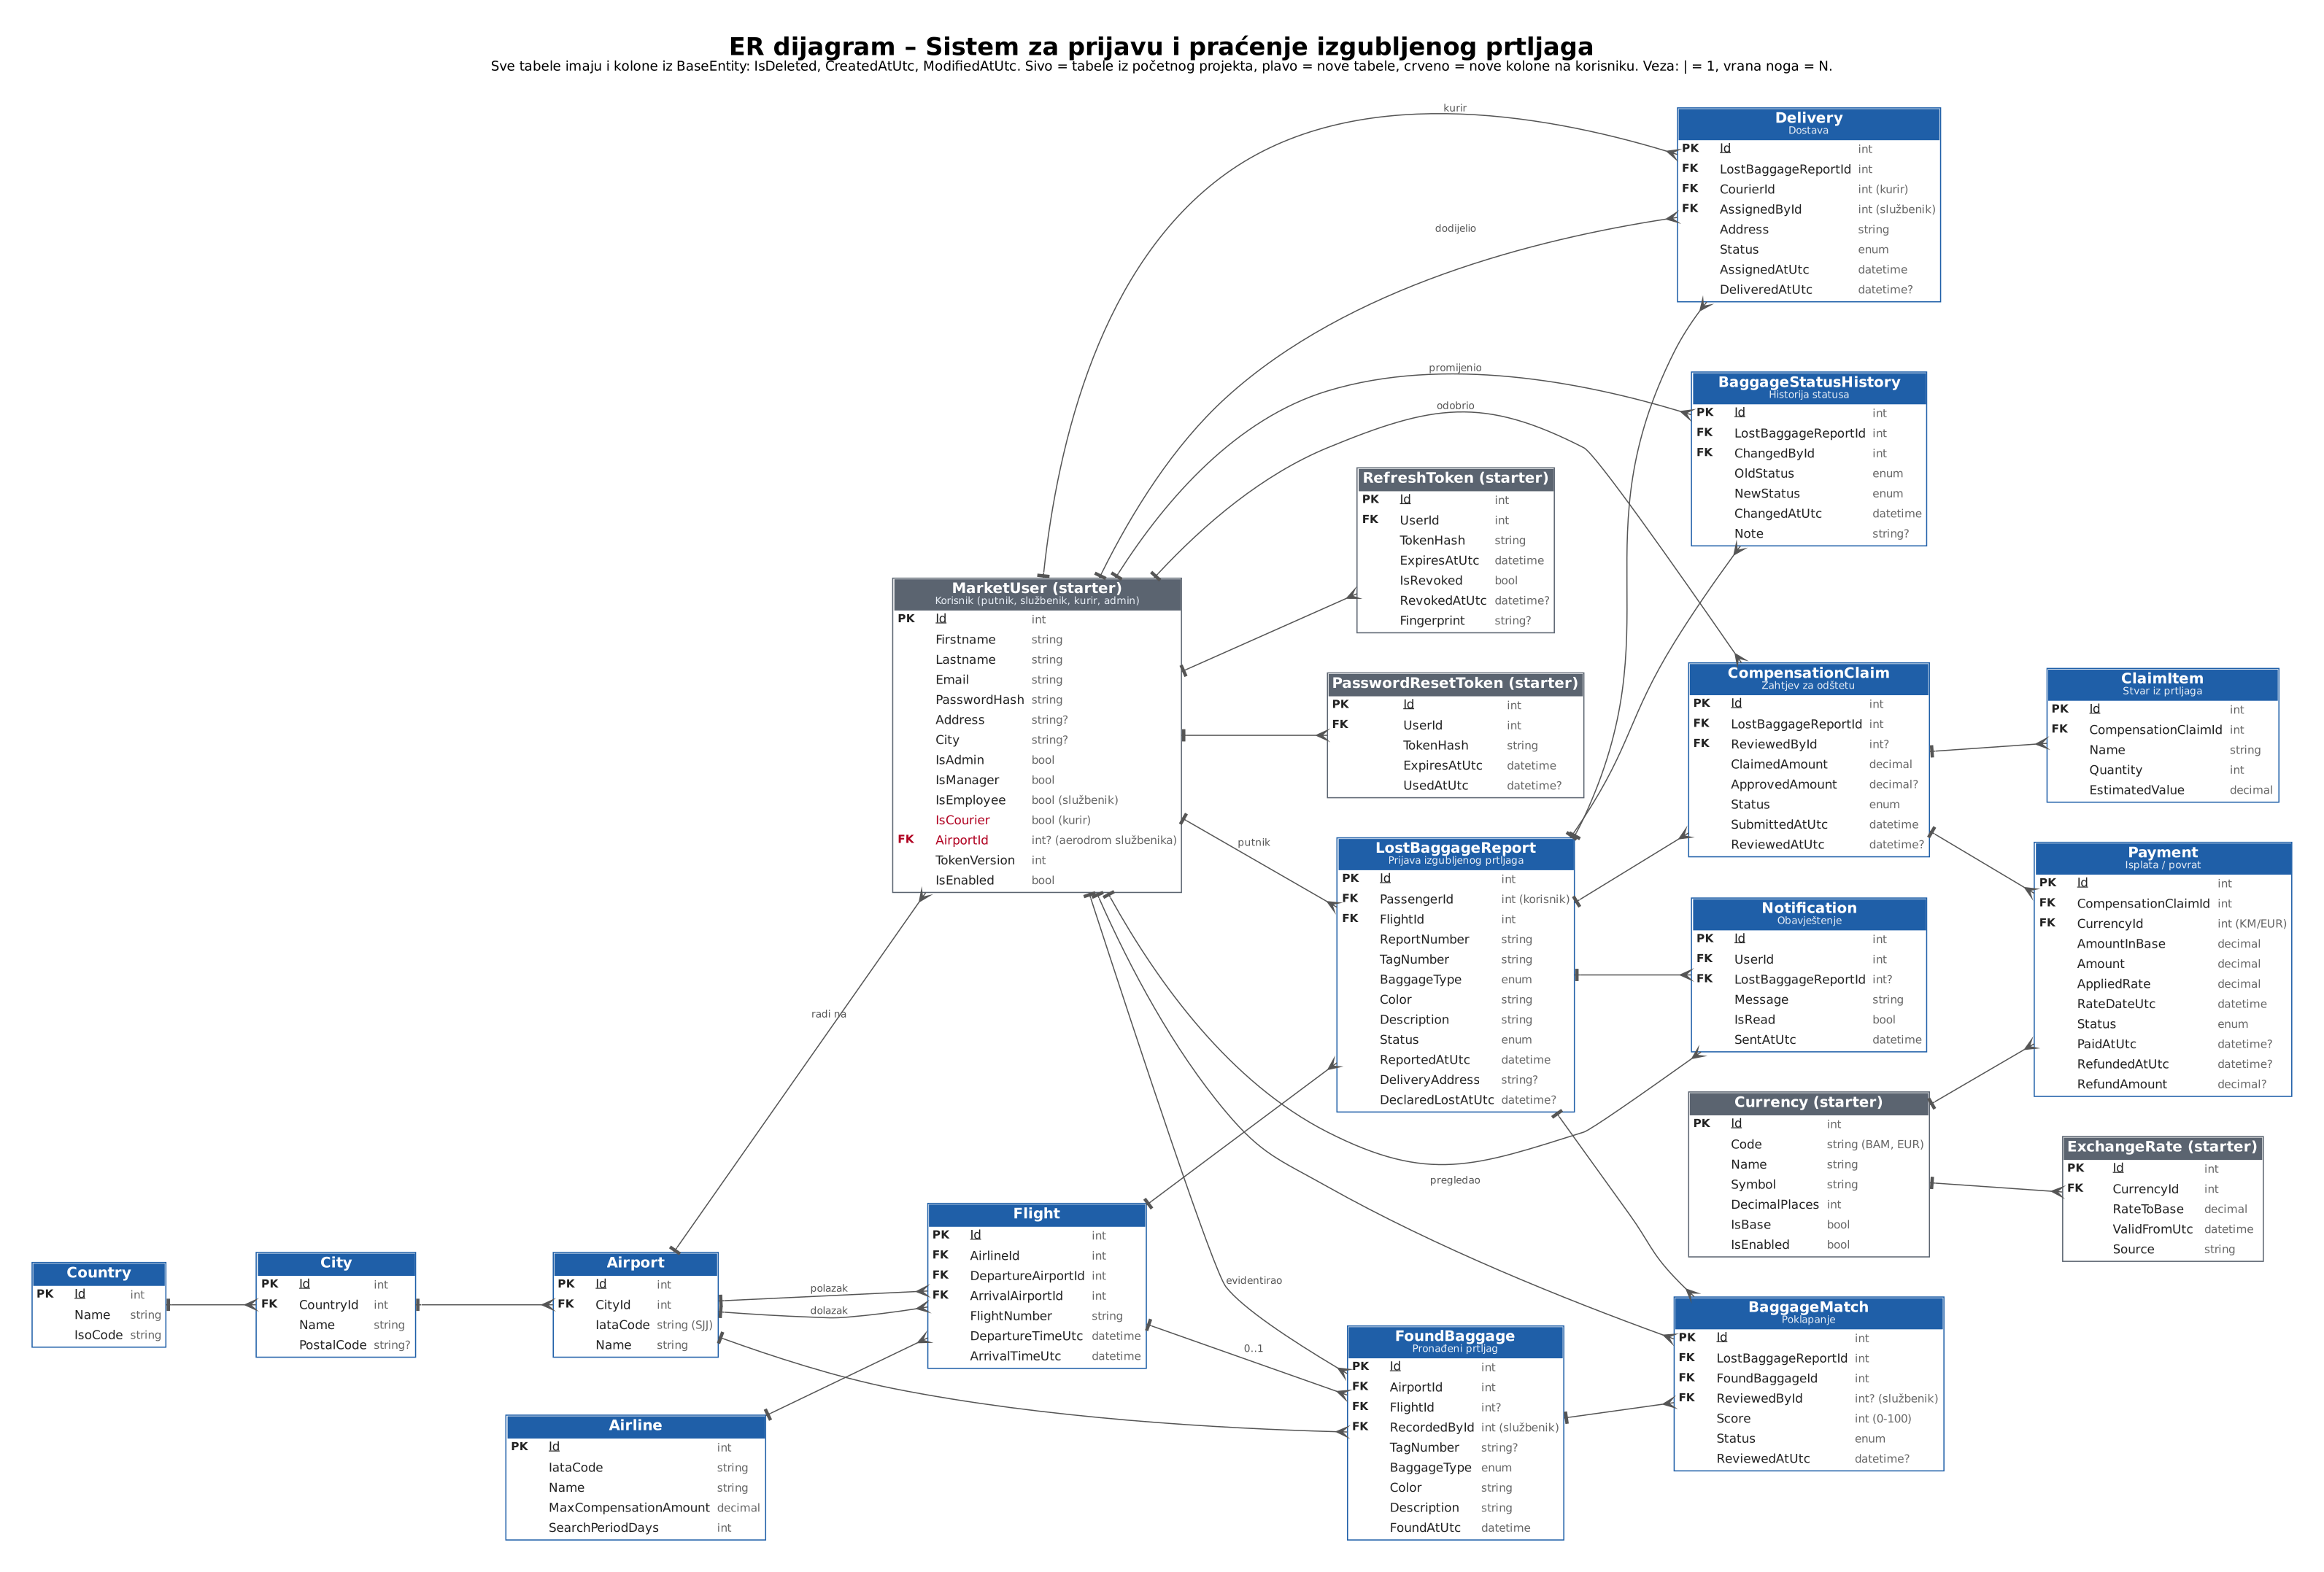 ER dijagram – Sistem za prijavu i praćenje izgubljenog prtljaga
Sve tabele imaju i kolone iz BaseEntity: IsDeleted, CreatedAtUtc, ModifiedAtUtc. Sivo = tabele iz početnog projekta, plavo = nove tabele, crveno = nove kolone na korisniku. Veza: | = 1, vrana noga = N.
kurir
dodijelio
promijenio
odobrio
Delivery
Dostava
PK Id int
FK LostBaggageReportId int
FK CourierId int (kurir)
FK AssignedById int (službenik)
Address string
Status enum
AssignedAtUtc datetime
DeliveredAtUtc datetime?
BaggageStatusHistory
Historija statusa
PK Id int
FK LostBaggageReportId int
FK ChangedById int
OldStatus enum
NewStatus enum
ChangedAtUtc datetime
Note string?
RefreshToken (starter)
PK Id int
FK UserId int
TokenHash string
ExpiresAtUtc datetime
IsRevoked bool
RevokedAtUtc datetime?
Fingerprint string?
MarketUser (starter)
Korisnik (putnik, službenik, kurir, admin)
PK Id int
Firstname string
Lastname string
Email string
PasswordHash string
Address string?
City string?
IsAdmin bool
IsManager bool
IsEmployee bool (službenik)
IsCourier bool (kurir)
FK AirportId int? (aerodrom službenika)
TokenVersion int
IsEnabled bool
PasswordResetToken (starter)
PK Id int
FK UserId int
TokenHash string
ExpiresAtUtc datetime
UsedAtUtc datetime?
CompensationClaim
Zahtjev za odštetu
PK Id int
FK LostBaggageReportId int
FK ReviewedById int?
ClaimedAmount decimal
ApprovedAmount decimal?
Status enum
SubmittedAtUtc datetime
ReviewedAtUtc datetime?
ClaimItem
Stvar iz prtljaga
PK Id int
FK CompensationClaimId int
Name string
Quantity int
EstimatedValue decimal
putnik
LostBaggageReport
Prijava izgubljenog prtljaga
PK Id int
FK PassengerId int (korisnik)
FK FlightId int
ReportNumber string
TagNumber string
BaggageType enum
Color string
Description string
Status enum
ReportedAtUtc datetime
DeliveryAddress string?
DeclaredLostAtUtc datetime?
Payment
Isplata / povrat
PK Id int
FK CompensationClaimId int
FK CurrencyId int (KM/EUR)
AmountInBase decimal
Amount decimal
AppliedRate decimal
RateDateUtc datetime
Status enum
PaidAtUtc datetime?
RefundedAtUtc datetime?
RefundAmount decimal?
Notification
Obavještenje
PK Id int
FK UserId int
FK LostBaggageReportId int?
Message string
IsRead bool
SentAtUtc datetime
radi na
Currency (starter)
PK Id int
Code string (BAM, EUR)
Name string
Symbol string
DecimalPlaces int
IsBase bool
IsEnabled bool
ExchangeRate (starter)
PK Id int
FK CurrencyId int
RateToBase decimal
ValidFromUtc datetime
Source string
pregledao
Country
PK Id int
Name string
IsoCode string
City
PK Id int
FK CountryId int
Name string
PostalCode string?
Airport
PK Id int
FK CityId int
IataCode string (SJJ)
Name string
polazak
dolazak
Flight
PK Id int
FK AirlineId int
FK DepartureAirportId int
FK ArrivalAirportId int
FlightNumber string
DepartureTimeUtc datetime
ArrivalTimeUtc datetime
evidentirao
0..1
BaggageMatch
Poklapanje
PK Id int
FK LostBaggageReportId int
FK FoundBaggageId int
FK ReviewedById int? (službenik)
Score int (0-100)
Status enum
ReviewedAtUtc datetime?
FoundBaggage
Pronađeni prtljag
PK Id int
FK AirportId int
FK FlightId int?
FK RecordedById int (službenik)
TagNumber string?
BaggageType enum
Color string
Description string
FoundAtUtc datetime
Airline
PK Id int
IataCode string
Name string
MaxCompensationAmount decimal
SearchPeriodDays int